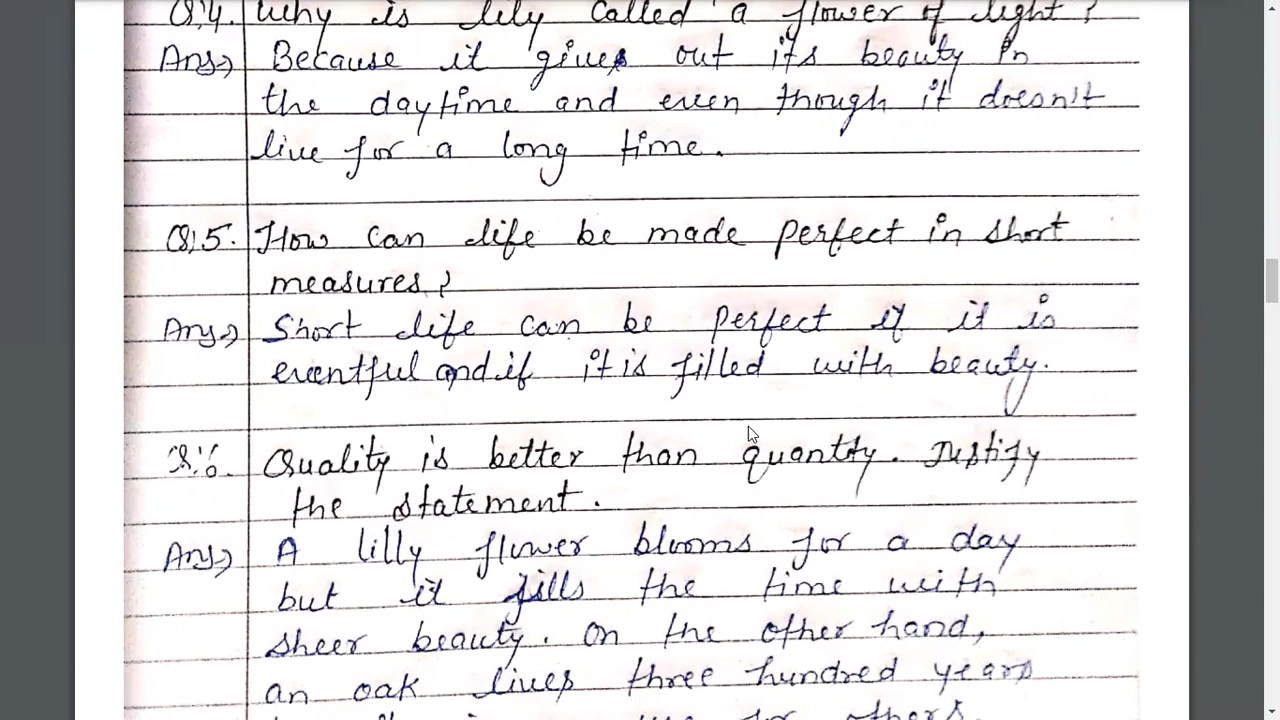 Q.4. Why is lily called a flower of light?
Ans→ Because it gives out its beauty in
the daytime and even though it doesn't
live for a long time.
Q.5. How can life be made perfect in short
measures?
Ans→ Short life can be perfect if it is
eventful and if it is filled with beauty.
Q.6. Quality is better than quantity. Justify
the statement.
Ans→ A lilly flower blooms for a day
but it fills the time with
sheer beauty. On the other hand,
an oak lives three hundred years
for others.